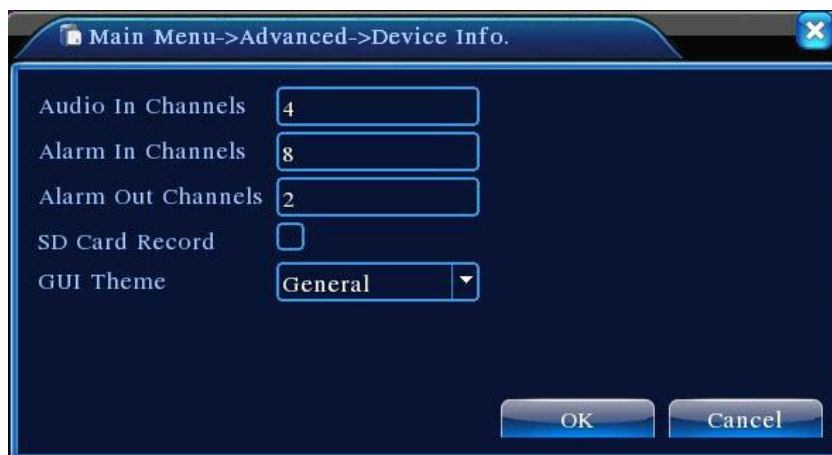 Main Menu->Advanced->Device Info.
Audio In Channels 4
Alarm In Channels 8
Alarm Out Channels 2
SD Card Record
GUI Theme General
OK Cancel